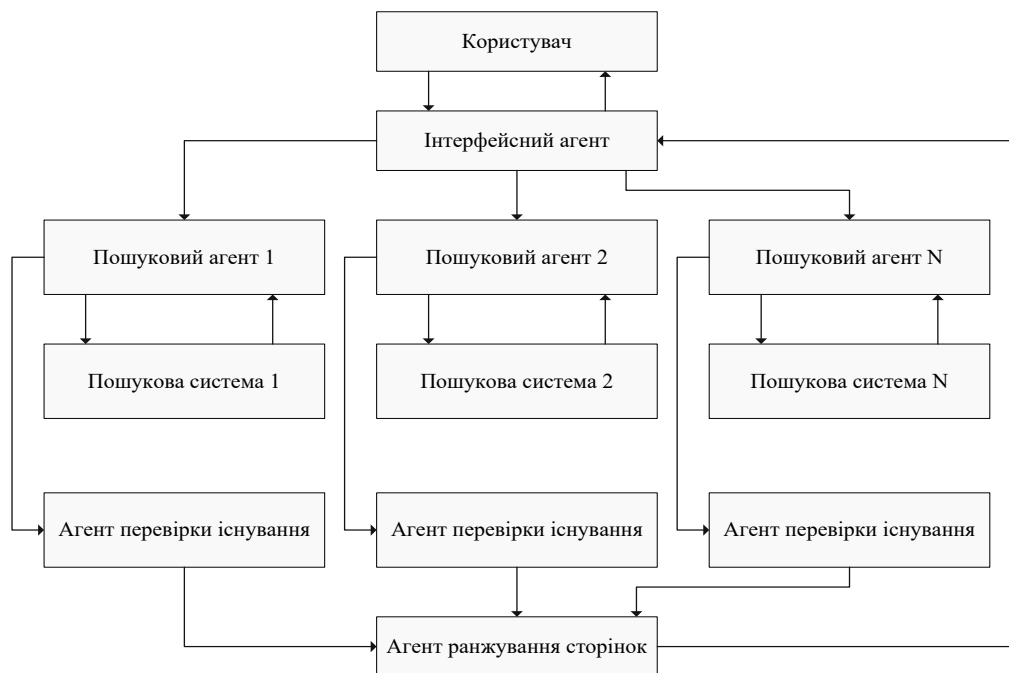 Користувач
Інтерфейсний агент
Пошуковий агент 1
Пошуковий агент 2
Пошуковий агент N
Пошукова система 1
Пошукова система 2
Пошукова система N
Агент перевірки існування
Агент перевірки існування
Агент перевірки існування
Агент ранжування сторінок